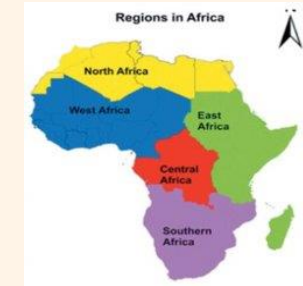 Regions in Africa
North Africa
West Africa
East
Africa
Central
Africa
Southern
Africa